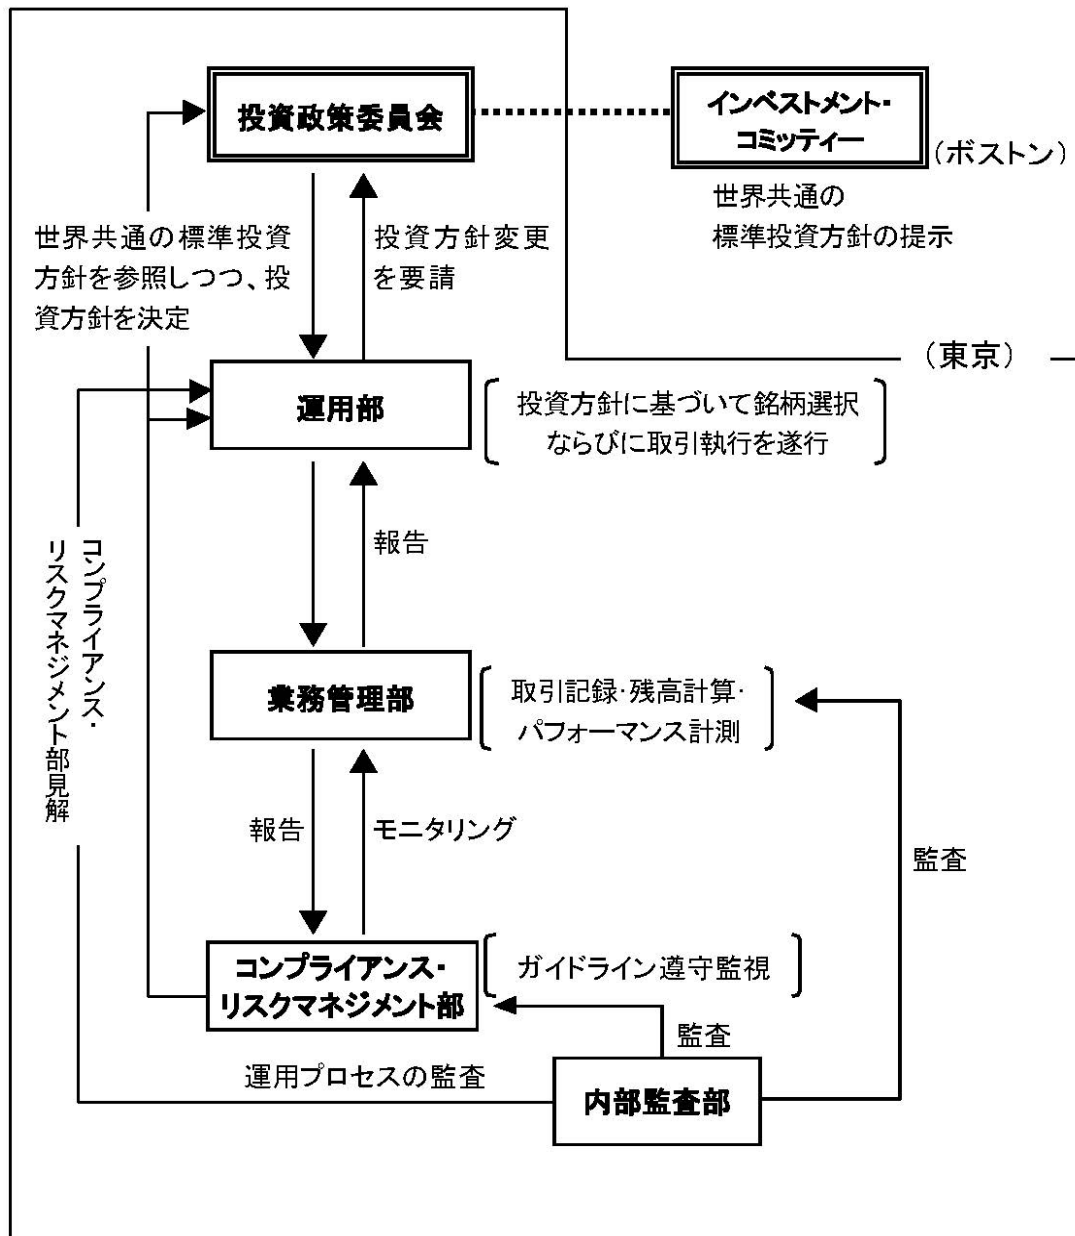 投資政策委員会
インベストメント・
コミッティー
(ボストン)
世界共通の
標準投資方針の提示
世界共通の標準投資
方針を参照しつつ、投
資方針を決定
投資方針変更
を要請
(東京)
運用部
投資方針に基づいて銘柄選択
ならびに取引執行を遂行
報告
コンプライアンス・
リスクマネジメント部見解
業務管理部
取引記録・残高計算・
パフォーマンス計測
報告
モニタリング
監査
コンプライアンス・
リスクマネジメント部
ガイドライン遵守監視
監査
運用プロセスの監査
内部監査部